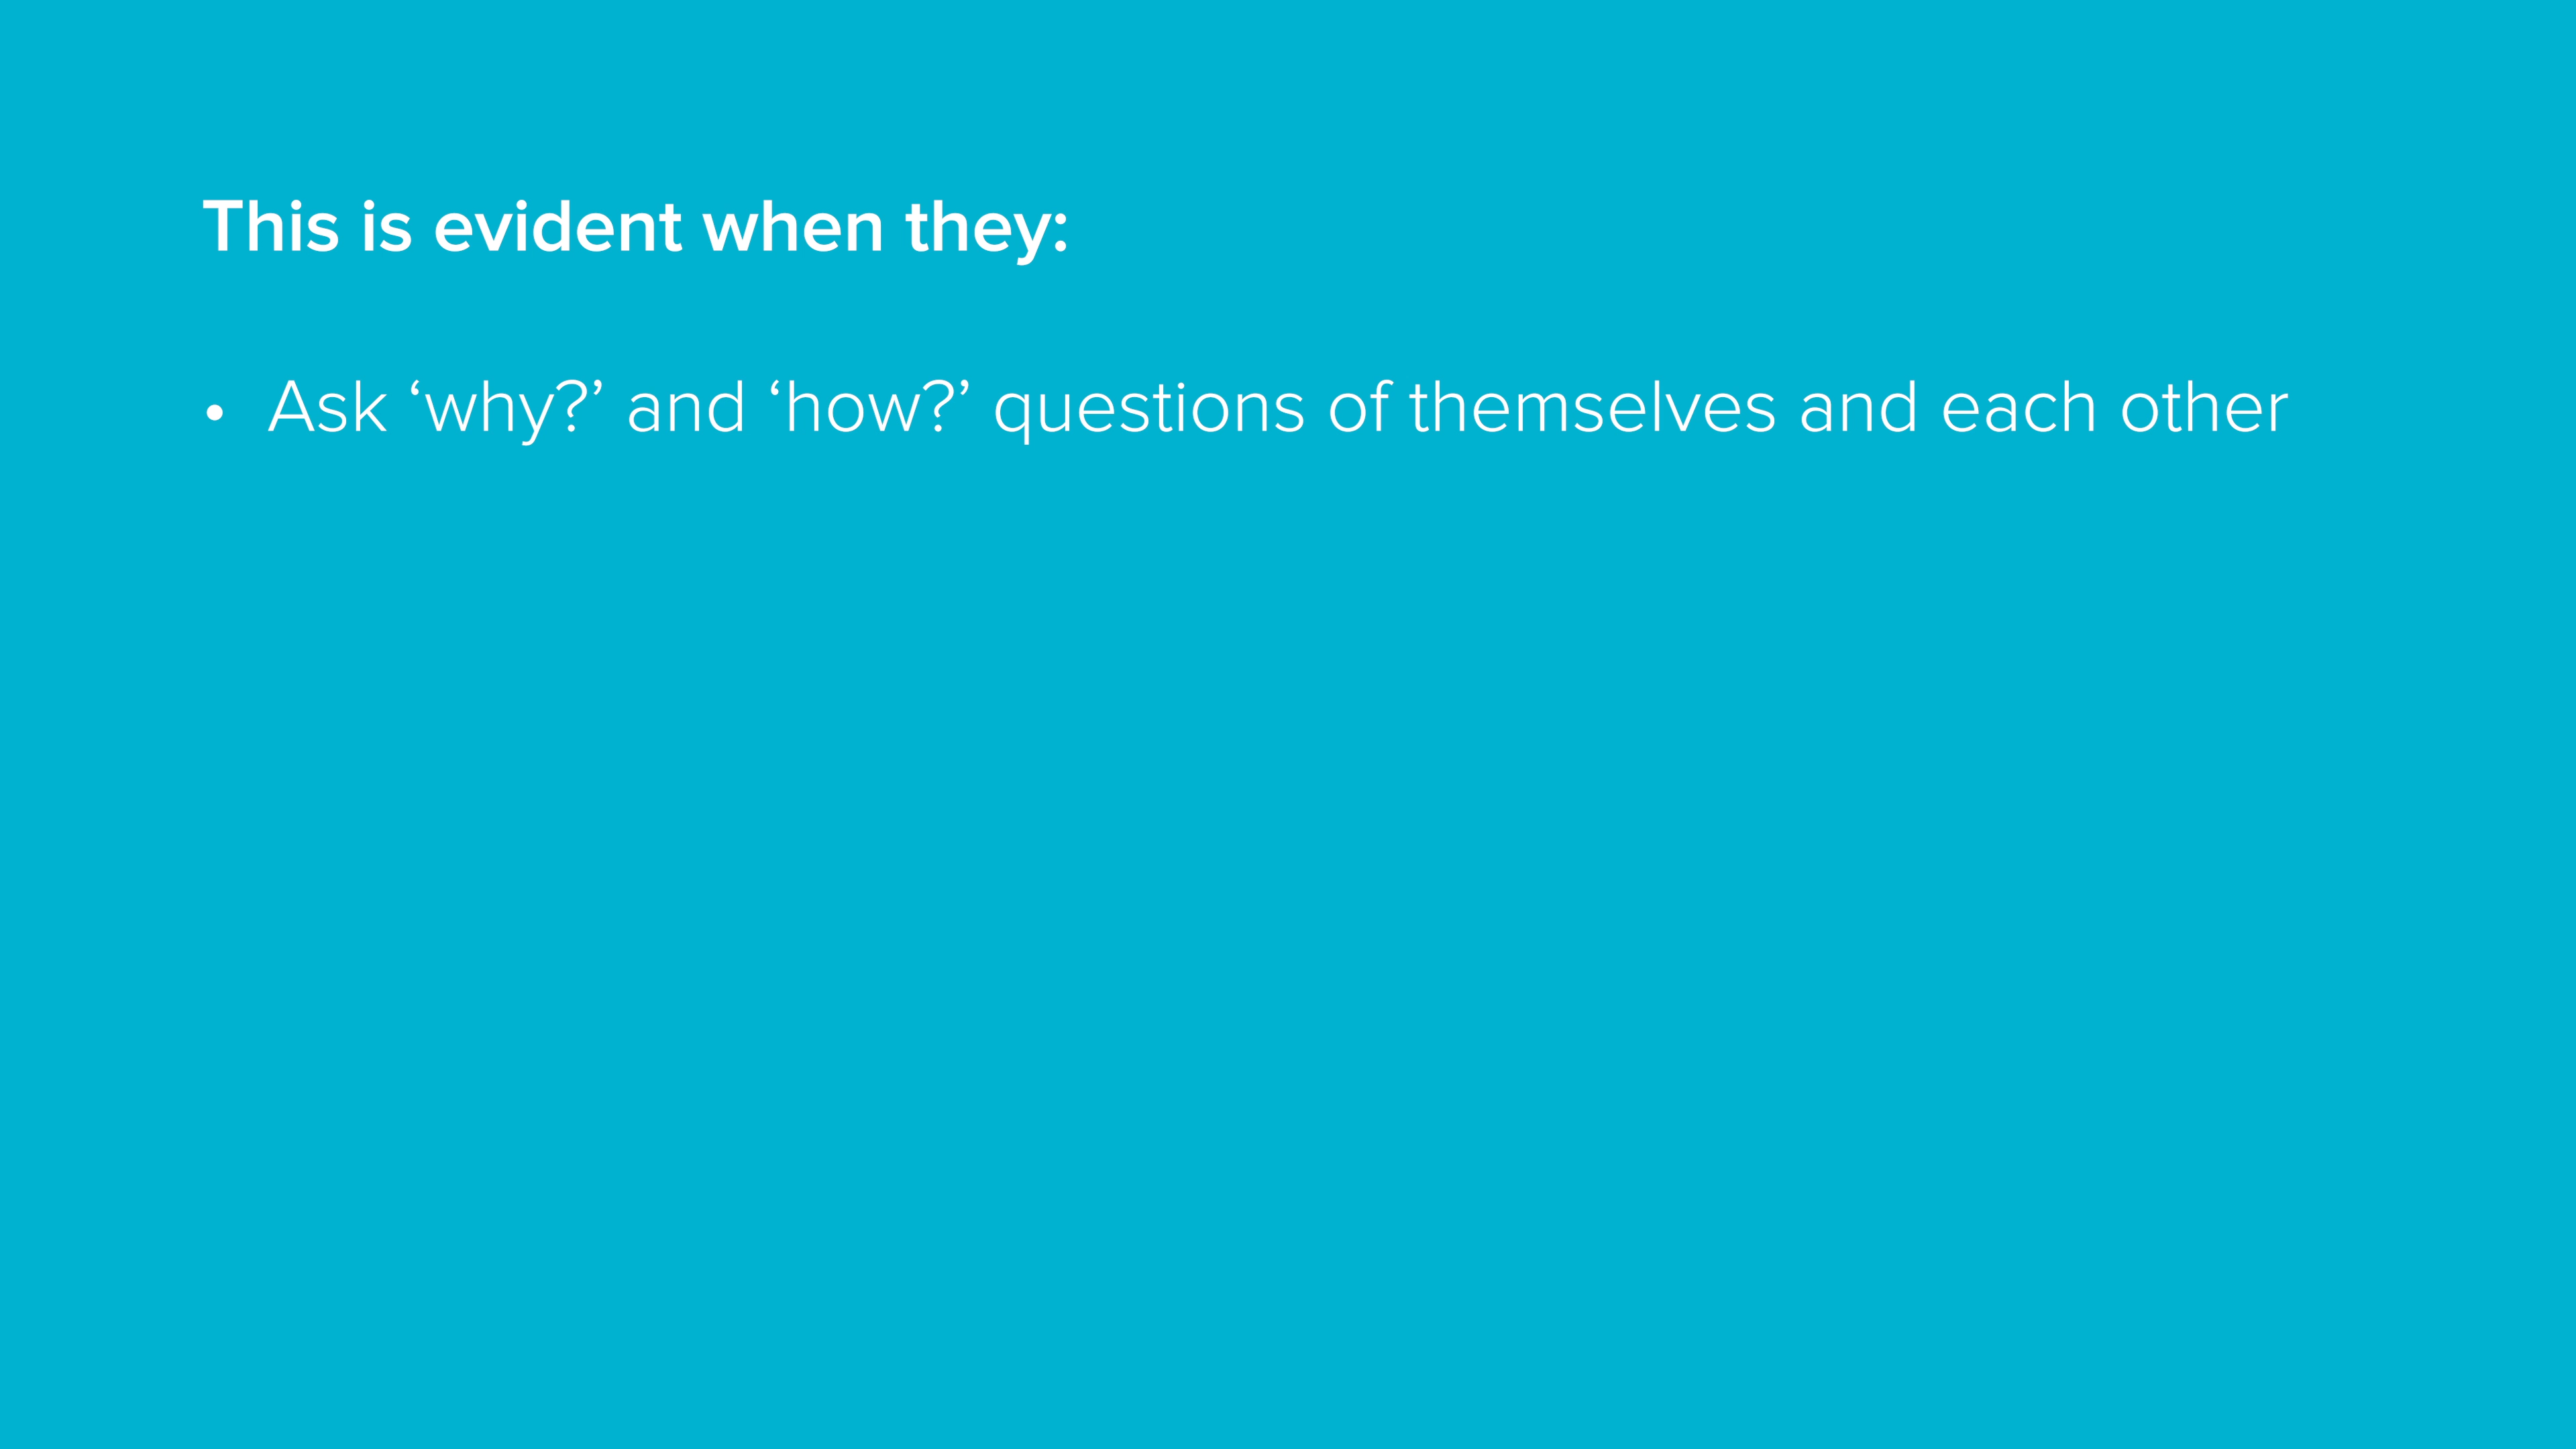 This is evident when they:
• Ask ‘why?’ and ‘how?’ questions of themselves and each other